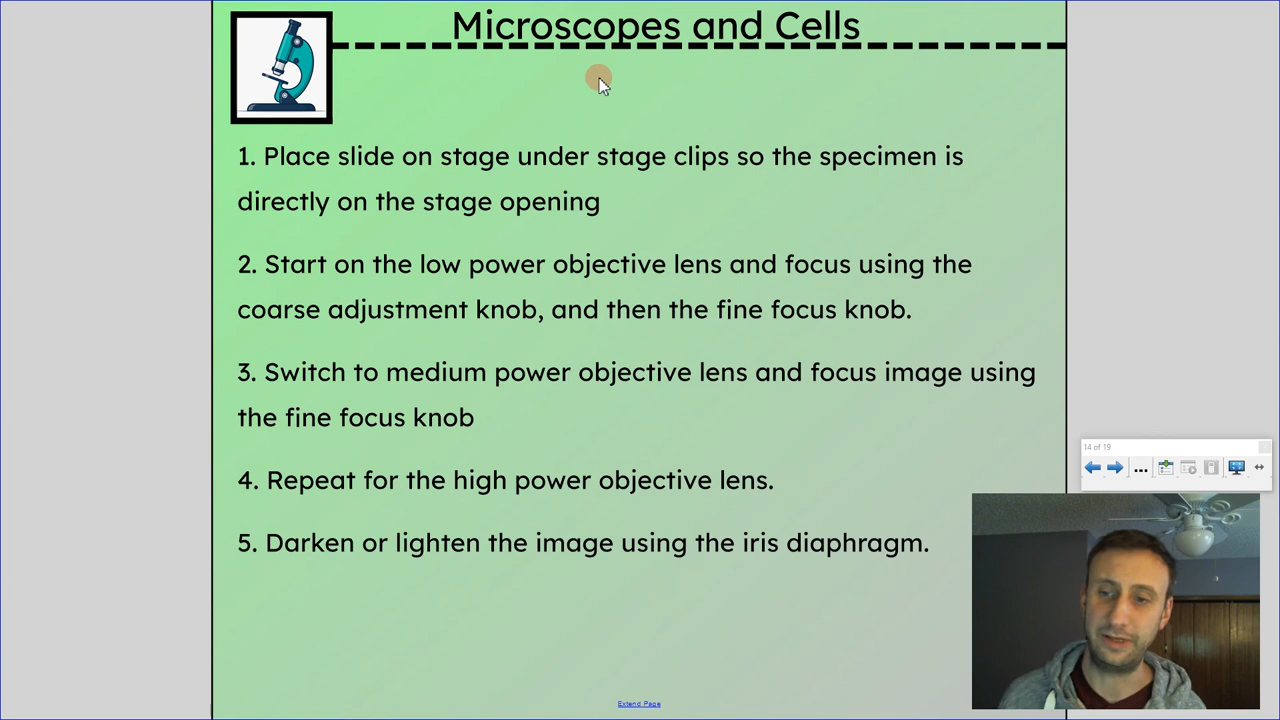 Microscopes and Cells
1. Place slide on stage under stage clips so the specimen is
directly on the stage opening
2. Start on the low power objective lens and focus using the
coarse adjustment knob, and then the fine focus knob.
3. Switch to medium power objective lens and focus image using
the fine focus knob
4. Repeat for the high power objective lens.
5. Darken or lighten the image using the iris diaphragm.
14 of 19
Extend Page